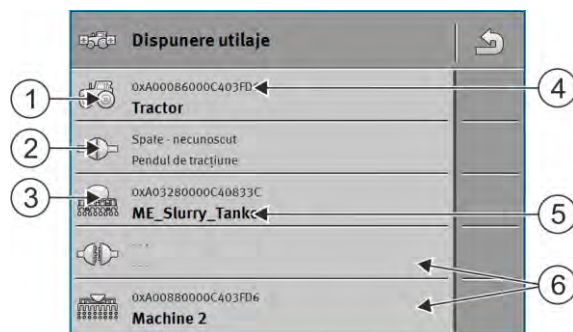 Dispunere utilaje
1
0xA00086000C403FD
4
Tractor
2
Spate - necunoscut
Pendul de tracțiune
3
0xA03280000C40833C
ME_Slurry_Tank
5
- - -
- - -
6
0xA00880000C403FD6
Machine 2